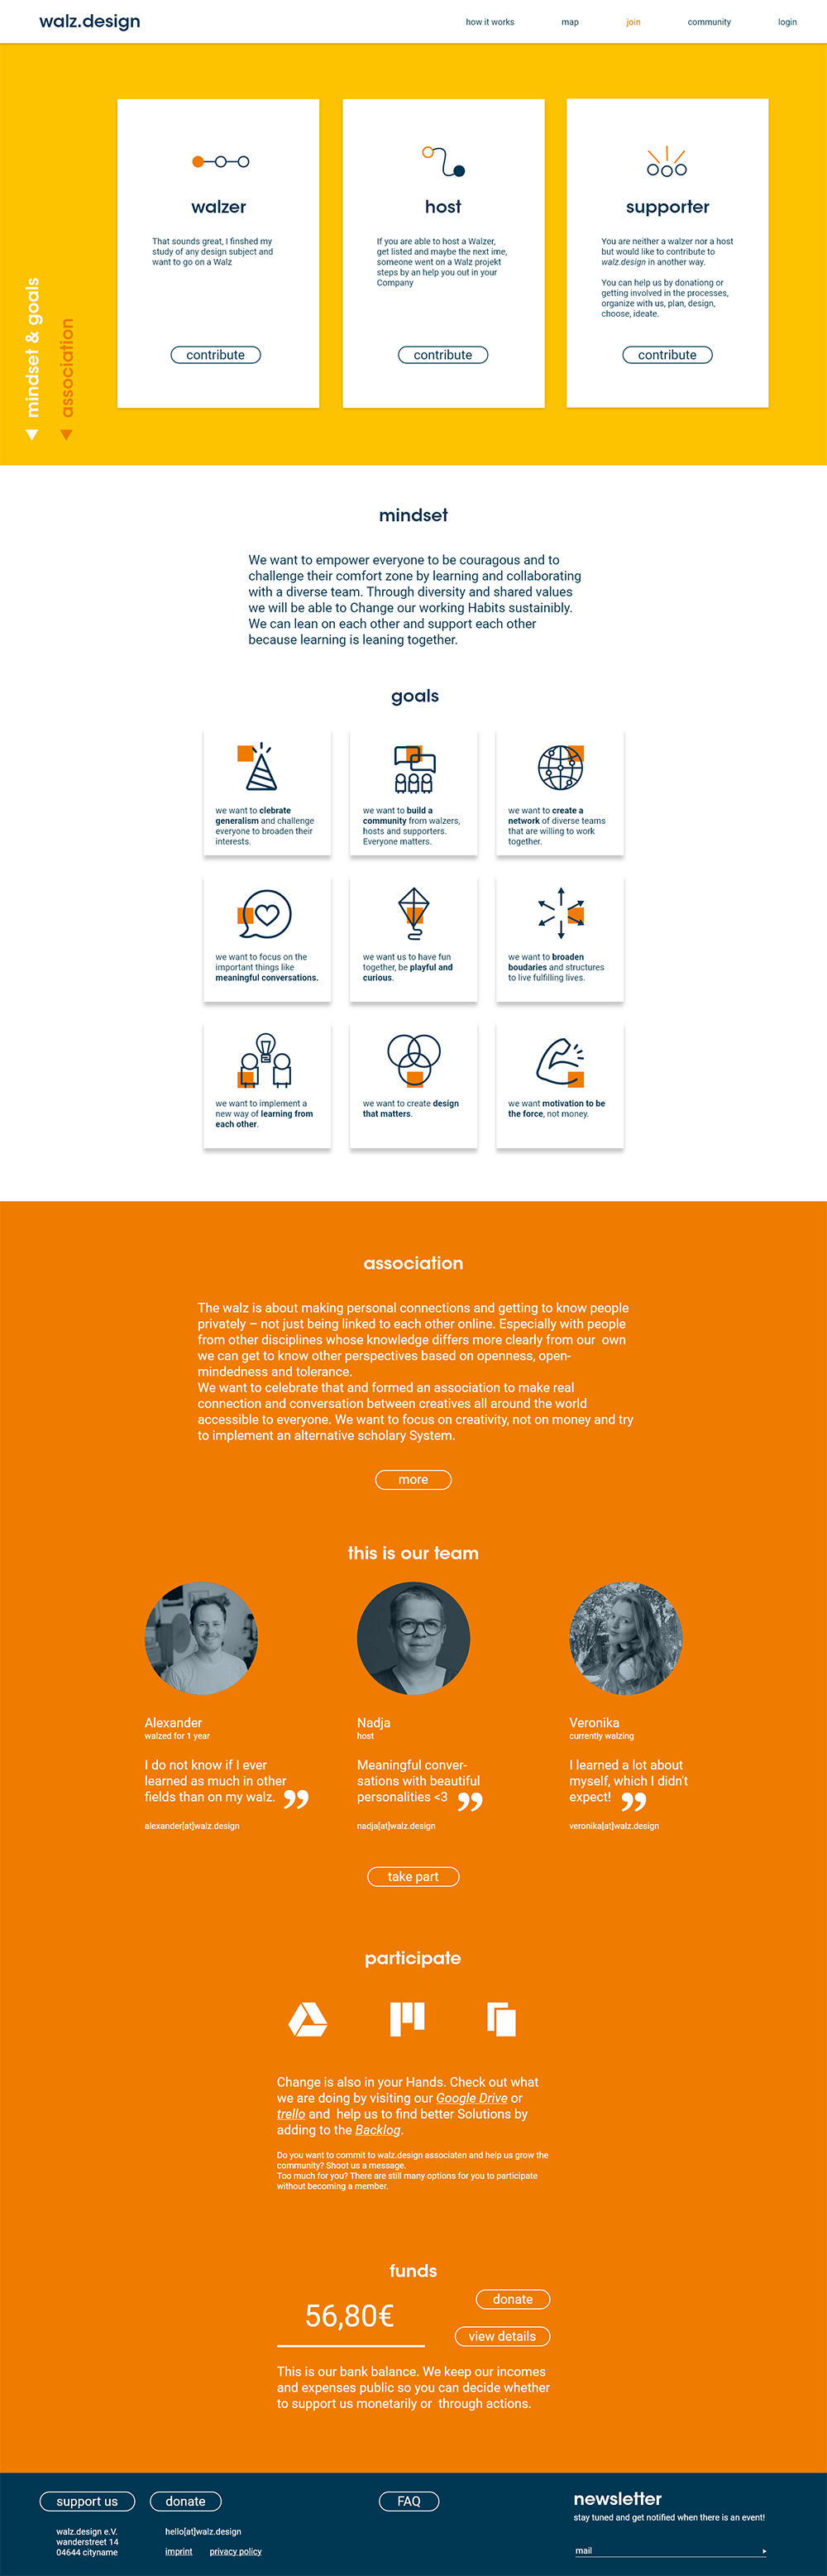 walz.design
how it works
map
join
community
login
mindset & goals
association
walzer
That sounds great, I finshed my
study of any design subject and
want to go on a Walz
contribute
host
If you are able to host a Walzer,
get listed and maybe the next ime,
someone went on a Walz projekt
steps by an help you out in your
Company
contribute
supporter
You are neither a walzer nor a host
but would like to contribute to
walz.design in another way.
You can help us by donationg or
getting involved in the processes,
organize with us, plan, design,
choose, ideate.
contribute
mindset
We want to empower everyone to be couragous and to
challenge their comfort zone by learning and collaborating
with a diverse team. Through diversity and shared values
we will be able to Change our working Habits sustainibly.
We can lean on each other and support each other
because learning is leaning together.
goals
we want to clebrate
generalism and challenge
everyone to broaden their
interests.
we want to build a
community from walzers,
hosts and supporters.
Everyone matters.
we want to create a
network of diverse teams
that are willing to work
together.
we want to focus on the
important things like
meaningful conversations.
we want us to have fun
together, be playful and
curious.
we want to broaden
boudaries and structures
to live fulfilling lives.
we want to implement a
new way of learning from
each other.
we want to create design
that matters.
we want motivation to be
the force, not money.
association
The walz is about making personal connections and getting to know people
privately – not just being linked to each other online. Especially with people
from other disciplines whose knowledge differs more clearly from our own
we can get to know other perspectives based on openness, open-
mindedness and tolerance.
We want to celebrate that and formed an association to make real
connection and conversation between creatives all around the world
accessible to everyone. We want to focus on creativity, not on money and try
to implement an alternative scholary System.
more
this is our team
Alexander
walzed for 1 year
I do not know if I ever
learned as much in other
fields than on my walz. ”
alexander[at]walz.design
Nadja
host
Meaningful conver-
sations with beautiful
personalities <3 ”
nadja[at]walz.design
Veronika
currently walzing
I learned a lot about
myself, which I didn't
expect! ”
veronika[at]walz.design
take part
participate
Change is also in your Hands. Check out what
we are doing by visiting our Google Drive or
trello and help us to find better Solutions by
adding to the Backlog.
Do you want to commit to walz.design associaten and help us grow the
community? Shoot us a message.
Too much for you? There are still many options for you to participate
without becoming a member.
funds
56,80€
donate
view details
This is our bank balance. We keep our incomes
and expenses public so you can decide whether
to support us monetarily or through actions.
support us
donate
FAQ
newsletter
stay tuned and get notified when there is an event!
walz.design e.V.
wanderstreet 14
04644 cityname
hello[at]walz.design
imprint
privacy policy
mail